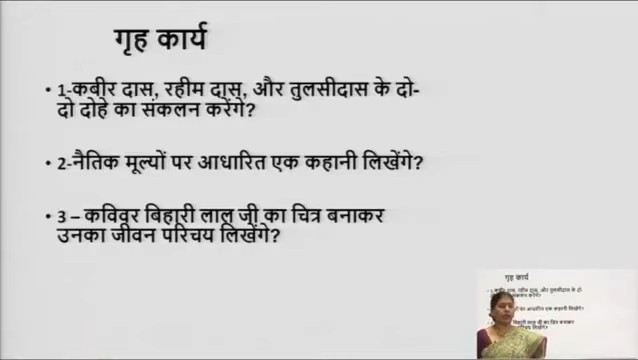 गृह कार्य
• 1-कबीर दास, रहीम दास, और तुलसीदास के दो-
दो दोहे का संकलन करेंगे?
• 2-नैतिक मूल्यों पर आधारित एक कहानी लिखेंगे?
• 3 – कविवर बिहारी लाल जी का चित्र बनाकर
उनका जीवन परिचय लिखेंगे?
गृह कार्य